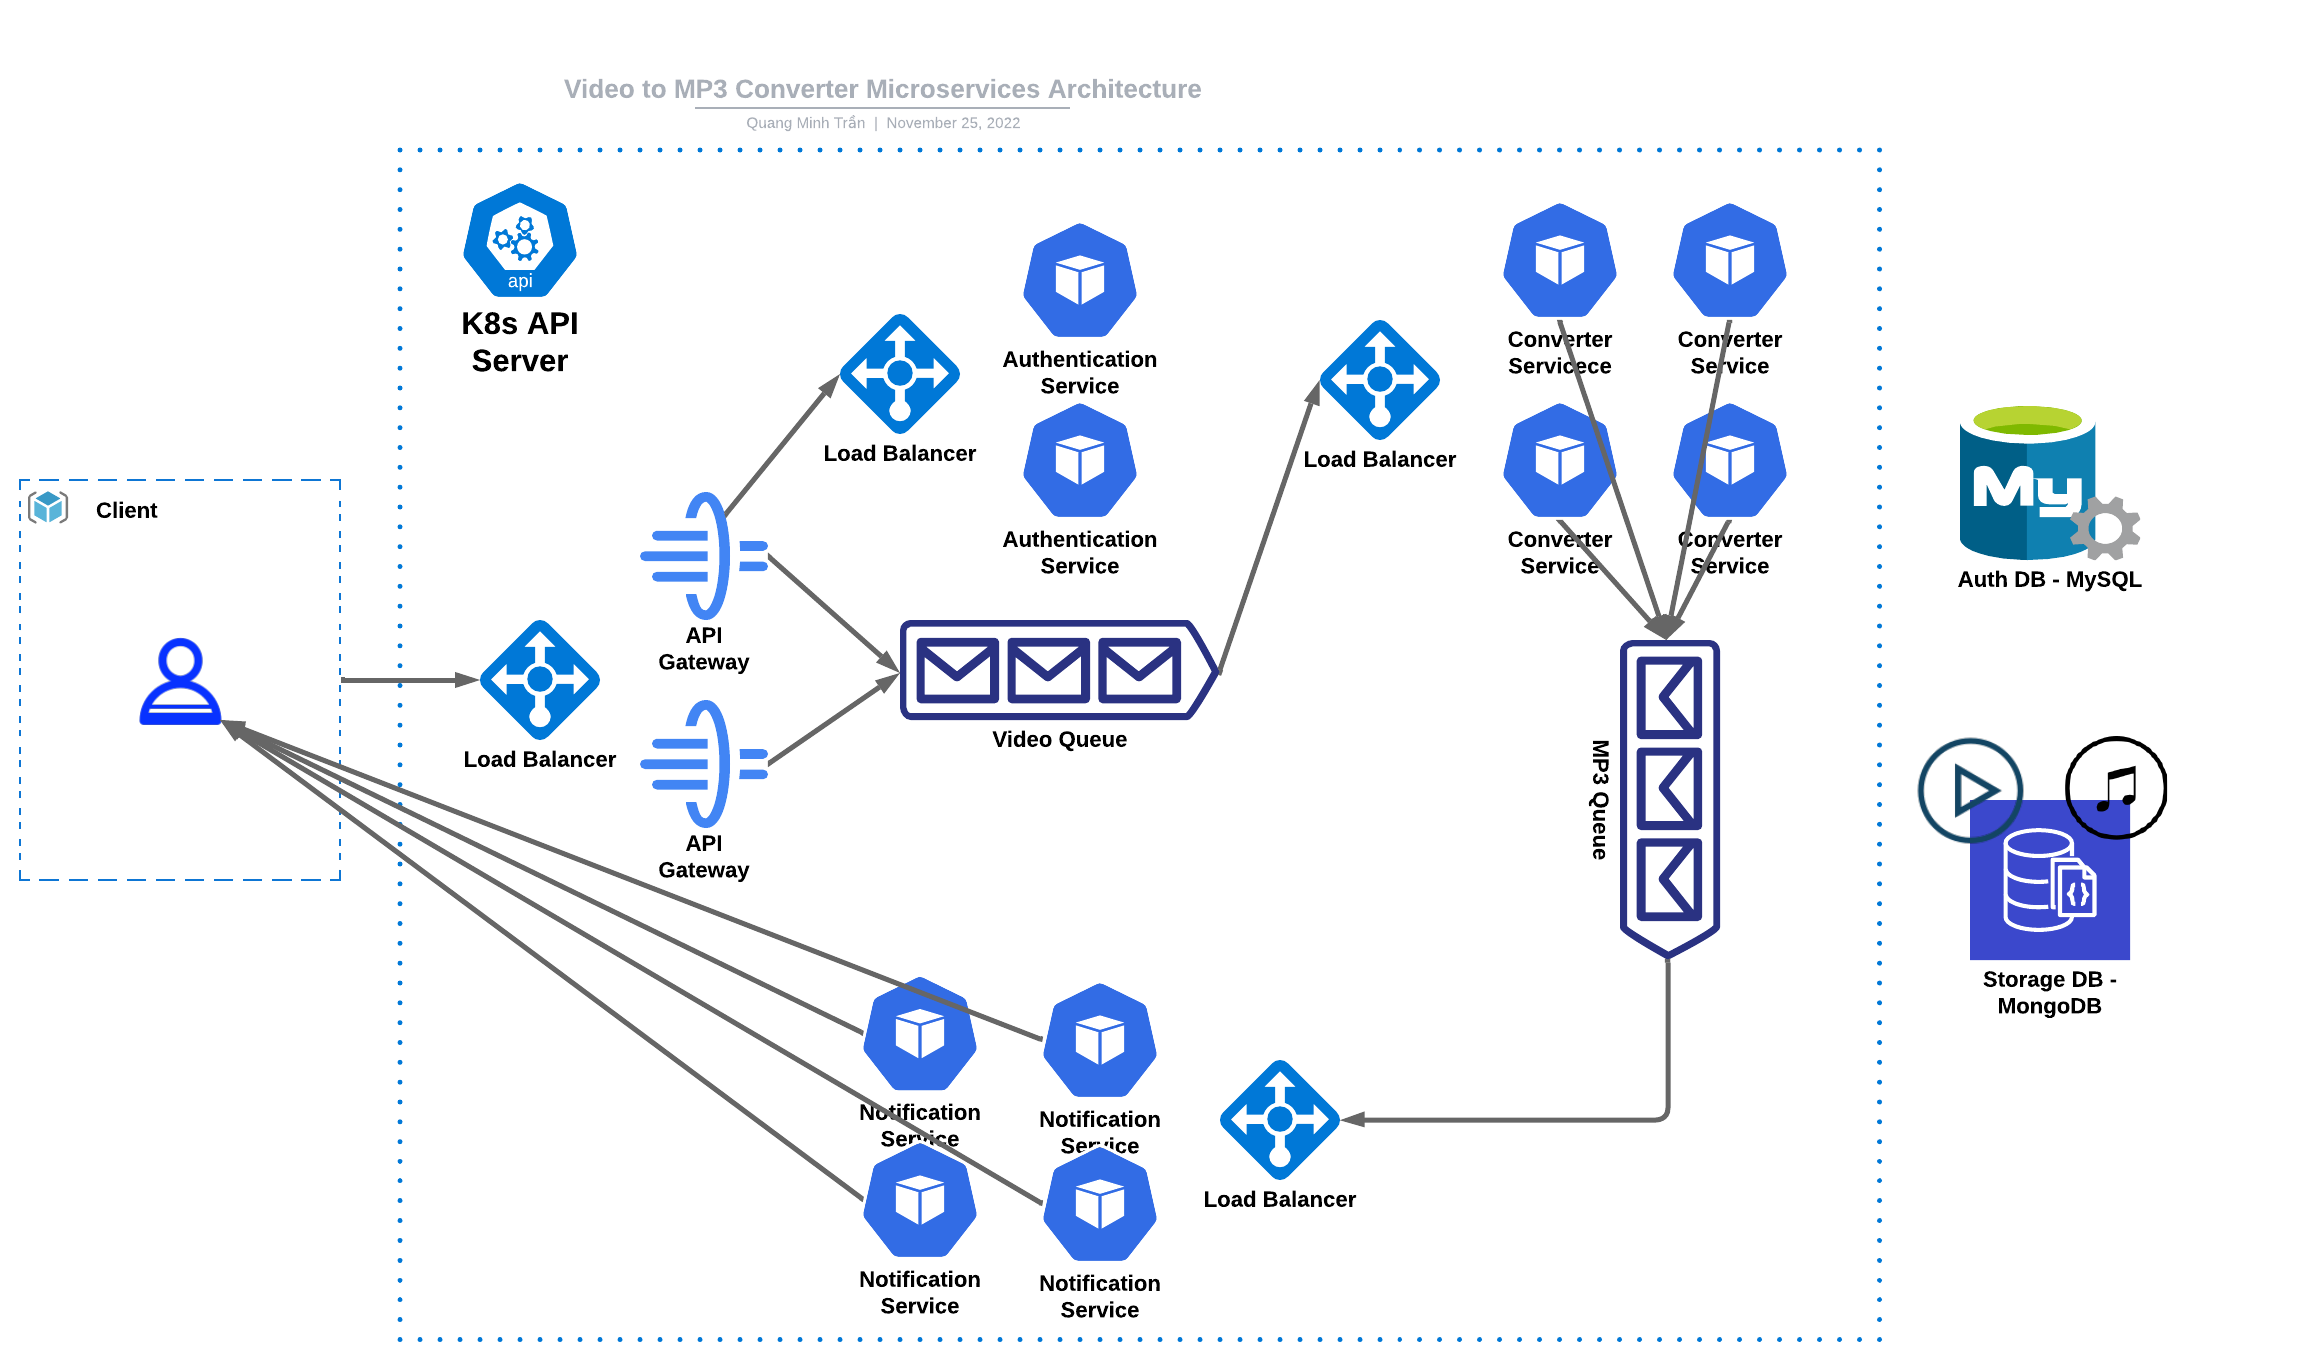 Video to MP3 Converter Microservices Architecture
Quang Minh Trần | November 25, 2022
api
K8s API
Server
Client
Load Balancer
API
Gateway
API
Gateway
Load Balancer
Authentication
Service
Authentication
Service
Video Queue
Load Balancer
Converter
Servicece
Converter
Service
Converter
Service
Converter
Service
MP3 Queue
My
Auth DB - MySQL
Storage DB -
MongoDB
Load Balancer
Notification
Service
Notification
Service
Notification
Service
Notification
Service